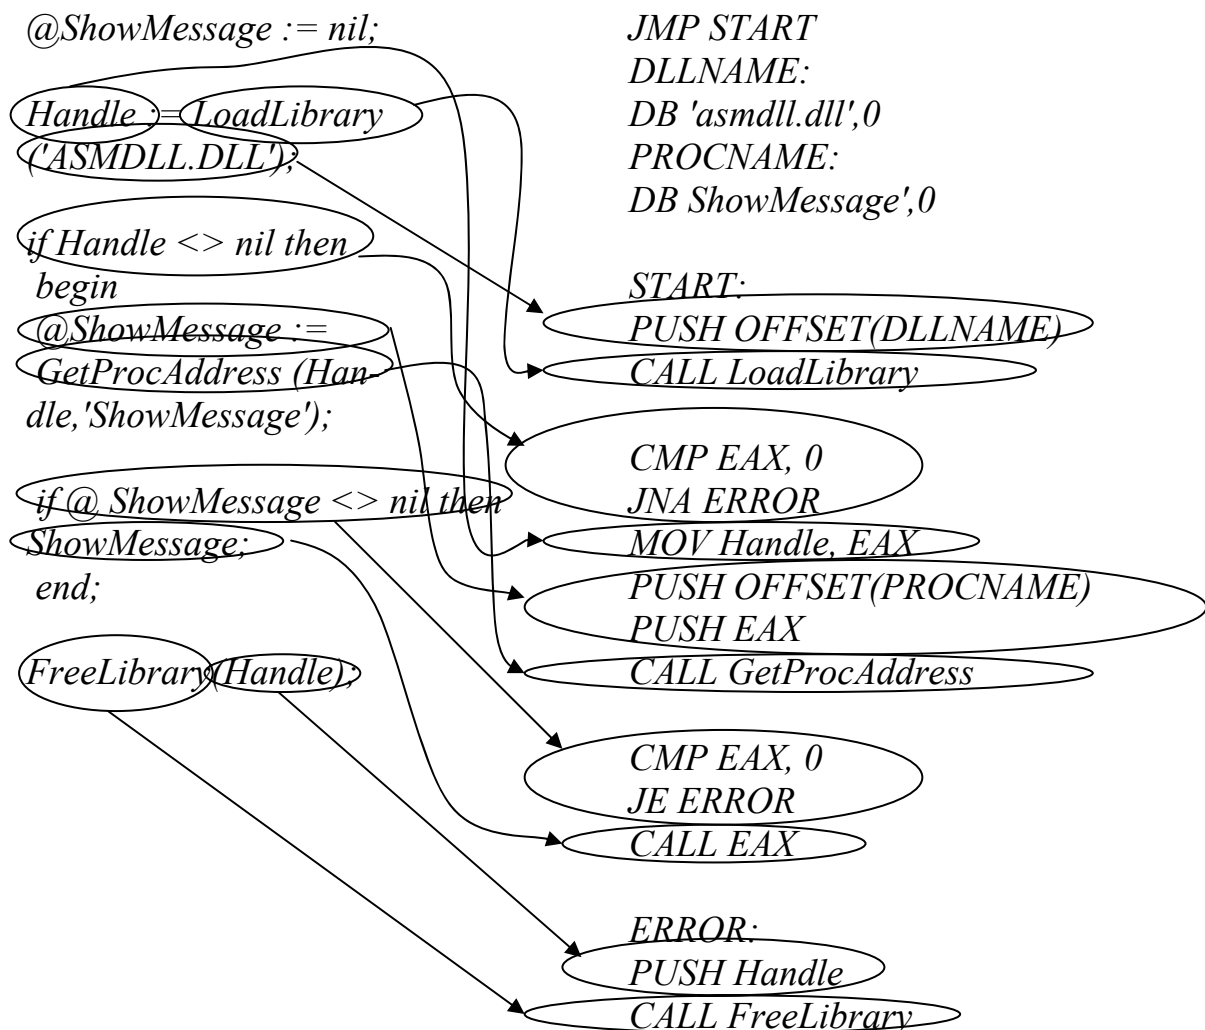 @ShowMessage := nil;
Handle := LoadLibrary
('ASMDLL.DLL');
if Handle <> nil then
begin
@ShowMessage :=
GetProcAddress (Han-
dle,'ShowMessage');
if @ ShowMessage <> nil then
ShowMessage;
end;
FreeLibrary(Handle);
JMP START
DLLNAME:
DB 'asmdll.dll',0
PROCNAME:
DB ShowMessage',0
START:
PUSH OFFSET(DLLNAME)
CALL LoadLibrary
CMP EAX, 0
JNA ERROR
MOV Handle, EAX
PUSH OFFSET(PROCNAME)
PUSH EAX
CALL GetProcAddress
CMP EAX, 0
JE ERROR
CALL EAX
ERROR:
PUSH Handle
CALL FreeLibrary